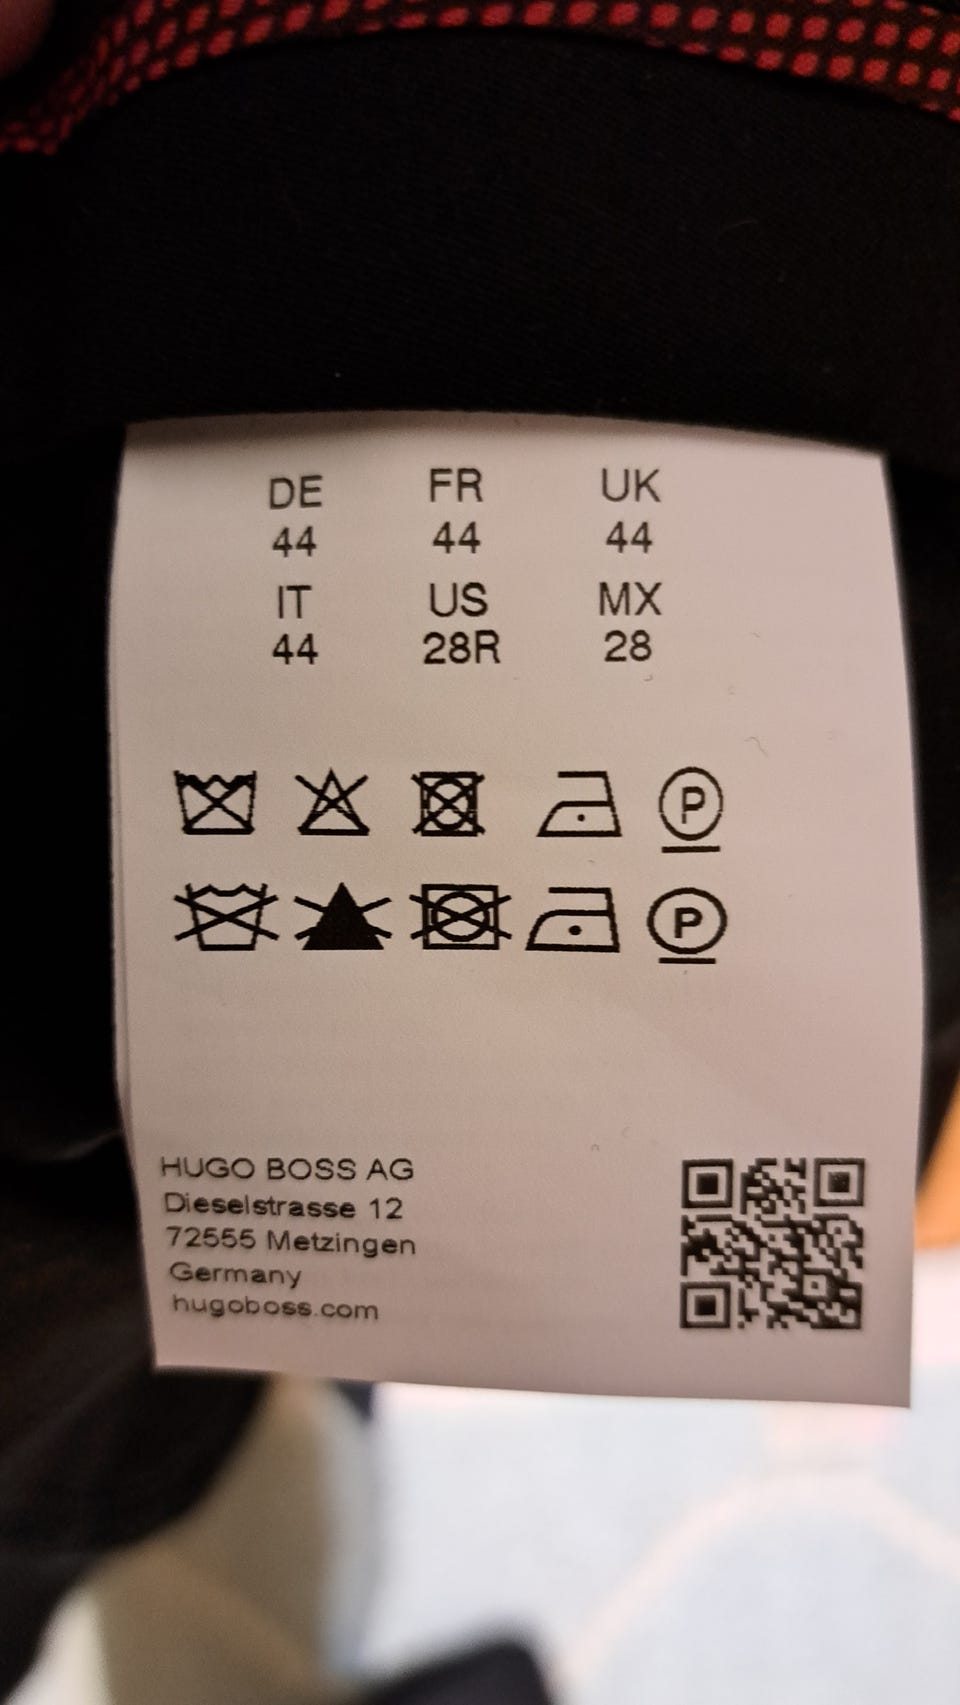 DE FR UK
44 44 44
IT US MX
44 28R 28
P
P
HUGO BOSS AG
Dieselstrasse 12
72555 Metzingen
Germany
hugoboss.com